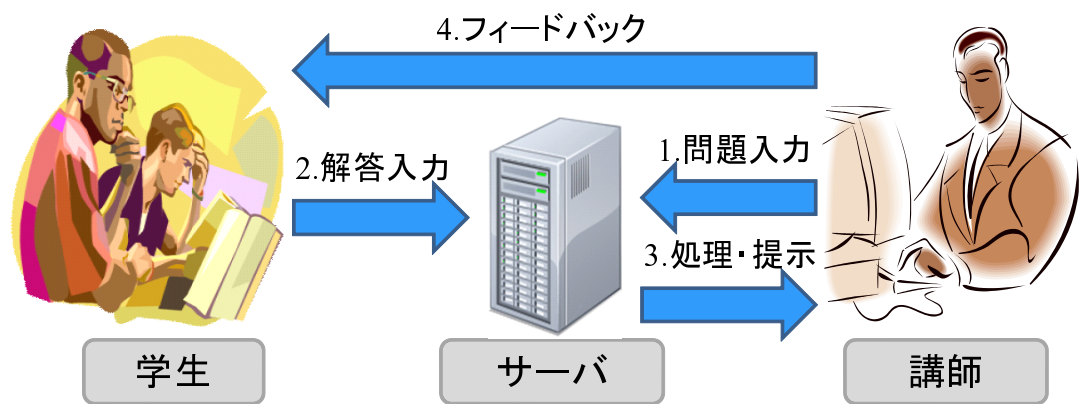 4.フィードバック
1.問題入力
2.解答入力
3.処理・提示
学生
サーバ
講師